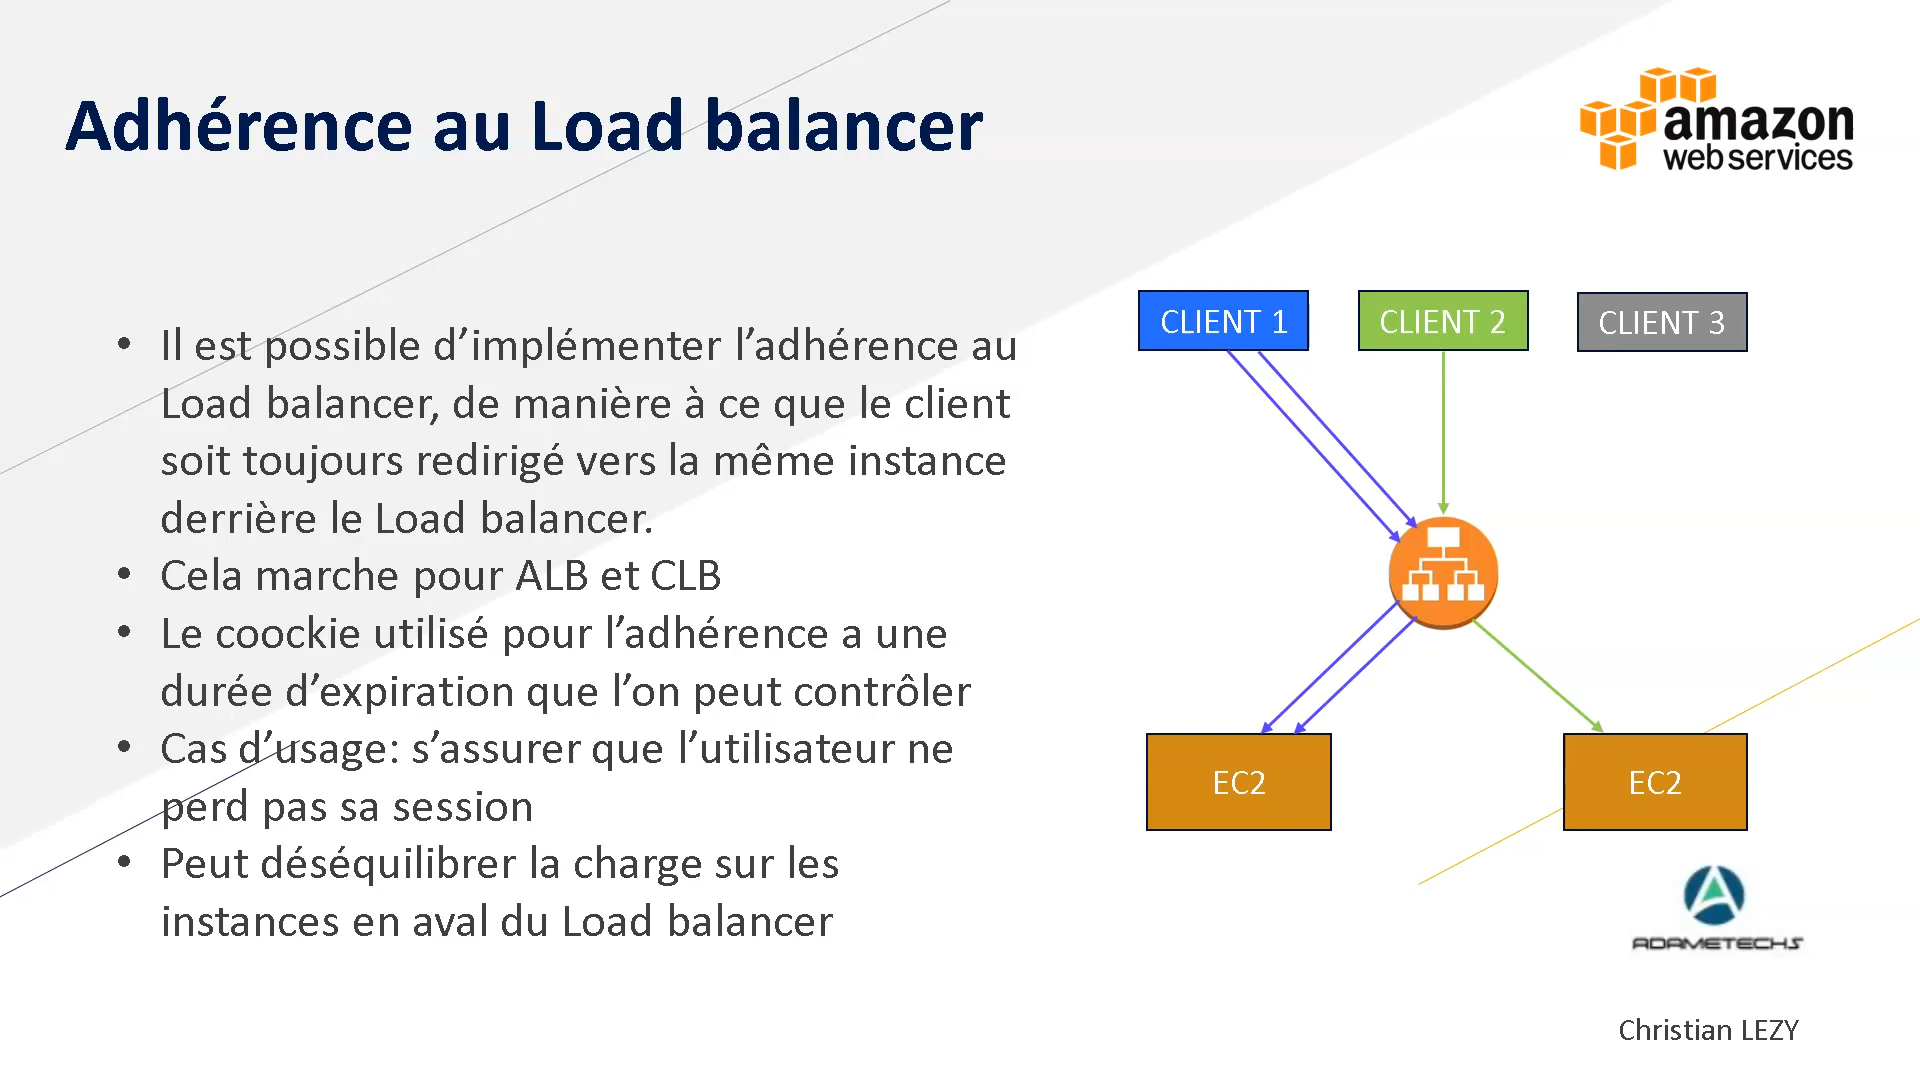 Adhérence au Load balancer
amazon
web services
• Il est possible d’implémenter l’adhérence au
Load balancer, de manière à ce que le client
soit toujours redirigé vers la même instance
derrière le Load balancer.
• Cela marche pour ALB et CLB
• Le coockie utilisé pour l’adhérence a une
durée d’expiration que l’on peut contrôler
• Cas d’usage: s’assurer que l’utilisateur ne
perd pas sa session
• Peut déséquilibrer la charge sur les
instances en aval du Load balancer
CLIENT 1
CLIENT 2
CLIENT 3
EC2
EC2
ADAMETECHS
Christian LEZY